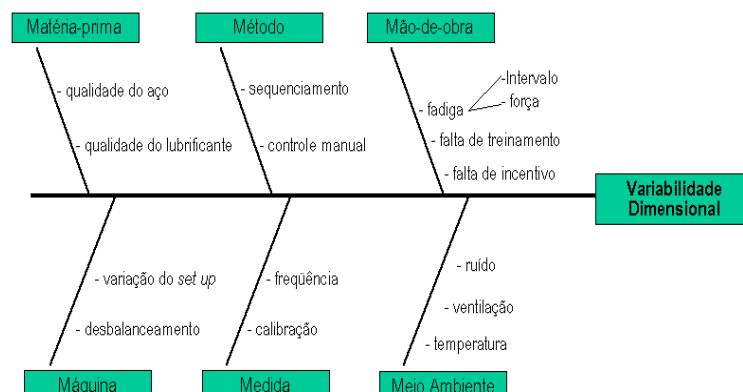 Matéria-prima
Método
Mão-de-obra
- qualidade do aço
- qualidade do lubrificante
- sequenciamento
- controle manual
- fadiga
-Intervalo
- força
- falta de treinamento
- falta de incentivo
Variabilidade
Dimensional
- variação do set up
- desbalanceamento
- freqüência
- calibração
- ruído
- ventilação
- temperatura
Máquina
Medida
Meio Ambiente